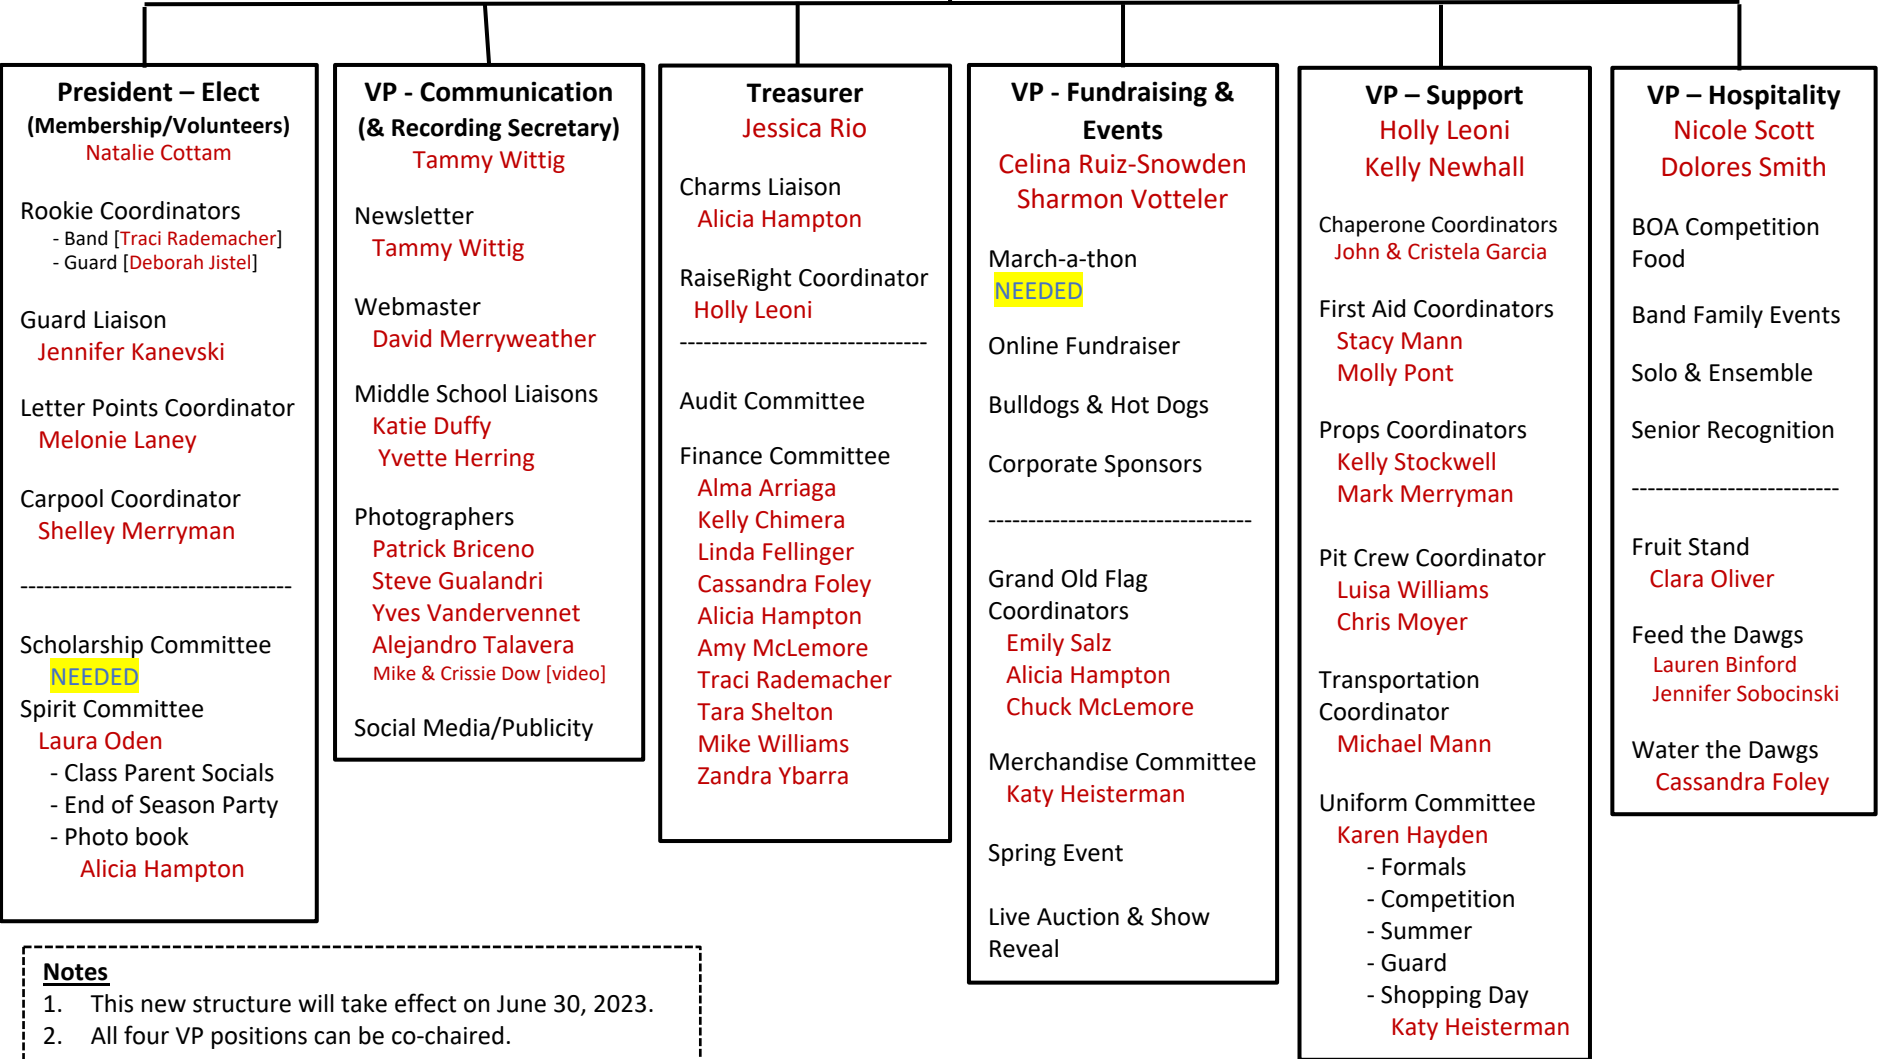 President – Elect
(Membership/Volunteers)
Natalie Cottam
Rookie Coordinators
- Band [Traci Rademacher]
- Guard [Deborah Jistel]
Guard Liaison
Jennifer Kanevski
Letter Points Coordinator
Melonie Laney
Carpool Coordinator
Shelley Merryman
----------------------------------
Scholarship Committee
NEEDED
Spirit Committee
Laura Oden
- Class Parent Socials
- End of Season Party
- Photo book
Alicia Hampton
VP - Communication
(& Recording Secretary)
Tammy Wittig
Newsletter
Tammy Wittig
Webmaster
David Merryweather
Middle School Liaisons
Katie Duffy
Yvette Herring
Photographers
Patrick Briceno
Steve Gualandri
Yves Vandervennet
Alejandro Talavera
Mike & Crissie Dow [video]
Social Media/Publicity
Treasurer
Jessica Rio
Charms Liaison
Alicia Hampton
RaiseRight Coordinator
Holly Leoni
-------------------------------
Audit Committee
Finance Committee
Alma Arriaga
Kelly Chimera
Linda Fellinger
Cassandra Foley
Alicia Hampton
Amy McLemore
Traci Rademacher
Tara Shelton
Mike Williams
Zandra Ybarra
VP - Fundraising &
Events
Celina Ruiz-Snowden
Sharmon Votteler
March-a-thon
NEEDED
Online Fundraiser
Bulldogs & Hot Dogs
Corporate Sponsors
---------------------------------
Grand Old Flag
Coordinators
Emily Salz
Alicia Hampton
Chuck McLemore
Merchandise Committee
Katy Heisterman
Spring Event
Live Auction & Show
Reveal
VP – Support
Holly Leoni
Kelly Newhall
Chaperone Coordinators
John & Cristela Garcia
First Aid Coordinators
Stacy Mann
Molly Pont
Props Coordinators
Kelly Stockwell
Mark Merryman
Pit Crew Coordinator
Luisa Williams
Chris Moyer
Transportation
Coordinator
Michael Mann
Uniform Committee
Karen Hayden
- Formals
- Competition
- Summer
- Guard
- Shopping Day
Katy Heisterman
VP – Hospitality
Nicole Scott
Dolores Smith
BOA Competition
Food
Band Family Events
Solo & Ensemble
Senior Recognition
--------------------------
Fruit Stand
Clara Oliver
Feed the Dawgs
Lauren Binford
Jennifer Sobocinski
Water the Dawgs
Cassandra Foley
Notes
1. This new structure will take effect on June 30, 2023.
2. All four VP positions can be co-chaired.